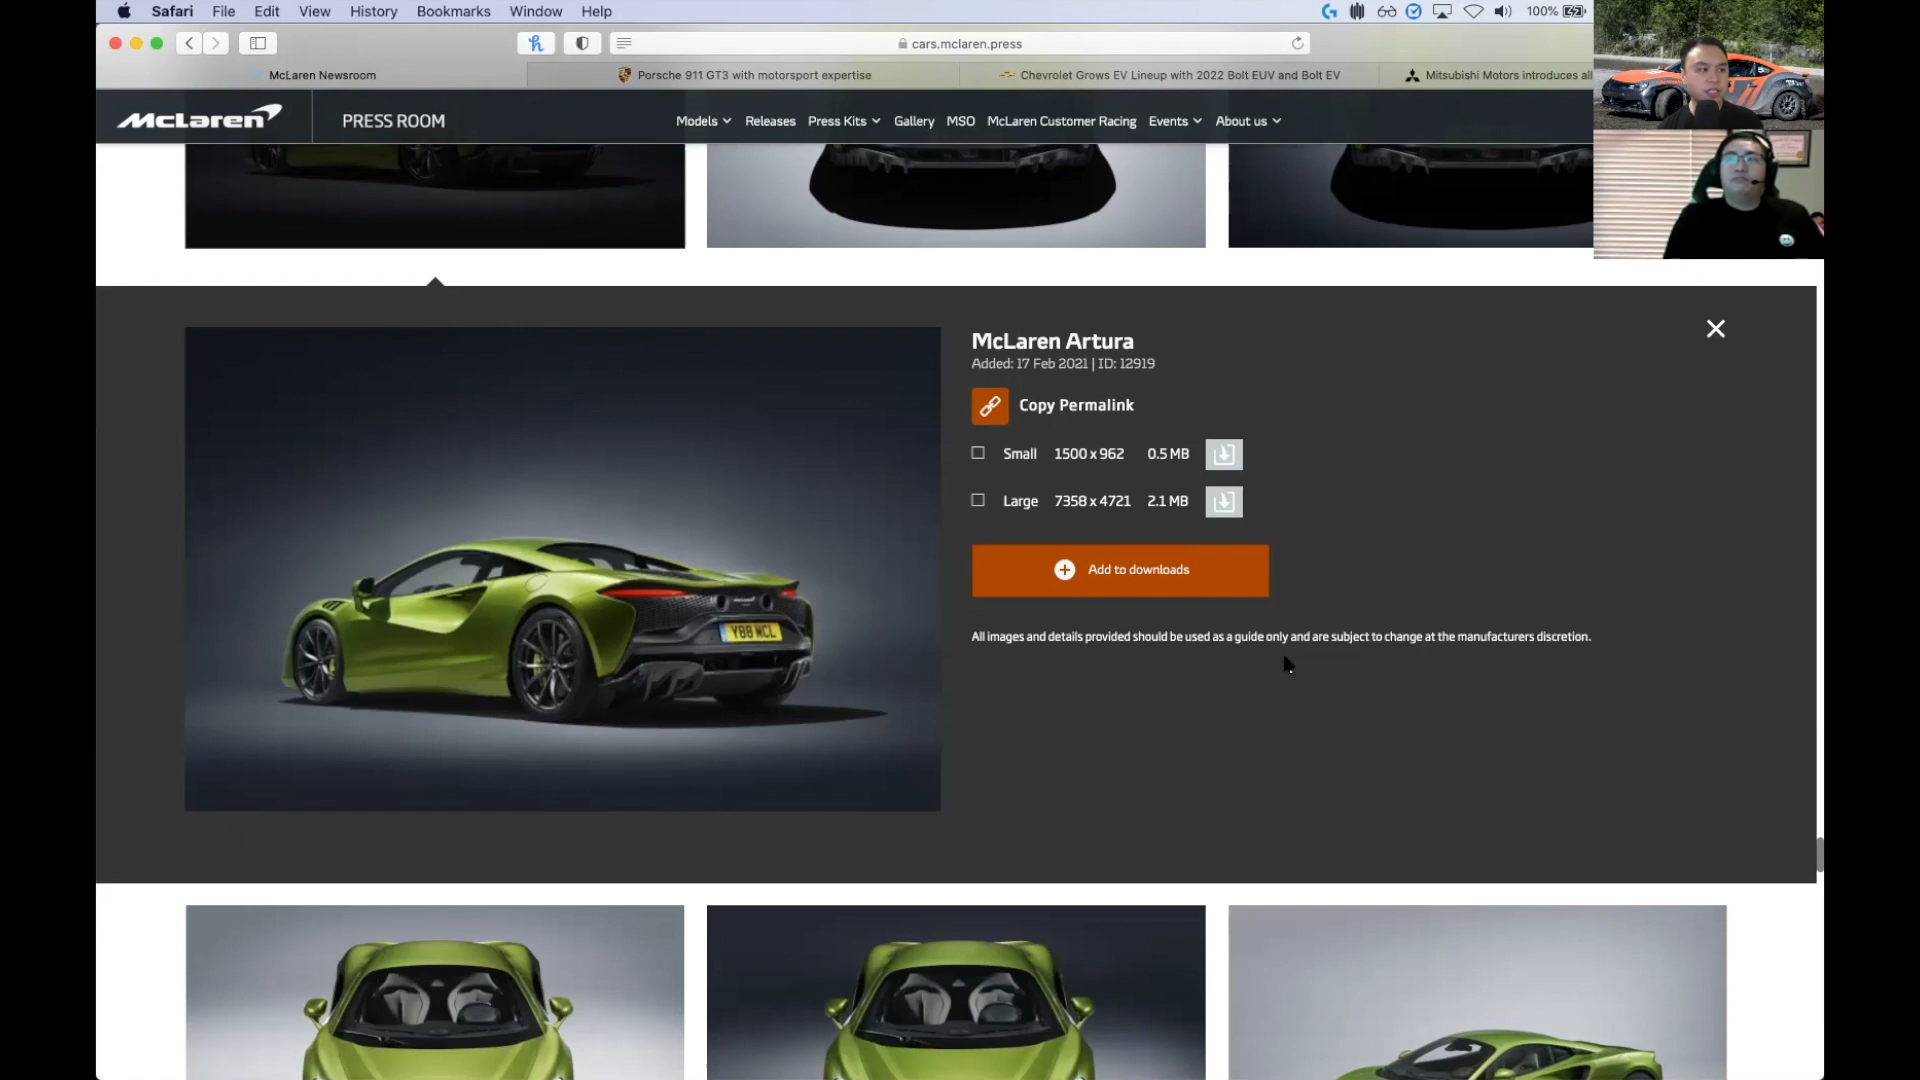 Safari File Edit View History Bookmarks Window Help 100%
cars.mclaren.press
McLaren Newsroom Porsche 911 GT3 with motorsport expertise Chevrolet Grows EV Lineup with 2022 Bolt EUV and Bolt EV Mitsubishi Motors introduces all
McLaren PRESS ROOM Models Releases Press Kits Gallery MSO McLaren Customer Racing Events About us
McLaren Artura
Added: 17 Feb 2021 | ID: 12919
Copy Permalink
Small 1500 x 962 0.5 MB
Large 7358 x 4721 2.1 MB
Add to downloads
Y88 MCL
All images and details provided should be used as a guide only and are subject to change at the manufacturers discretion.